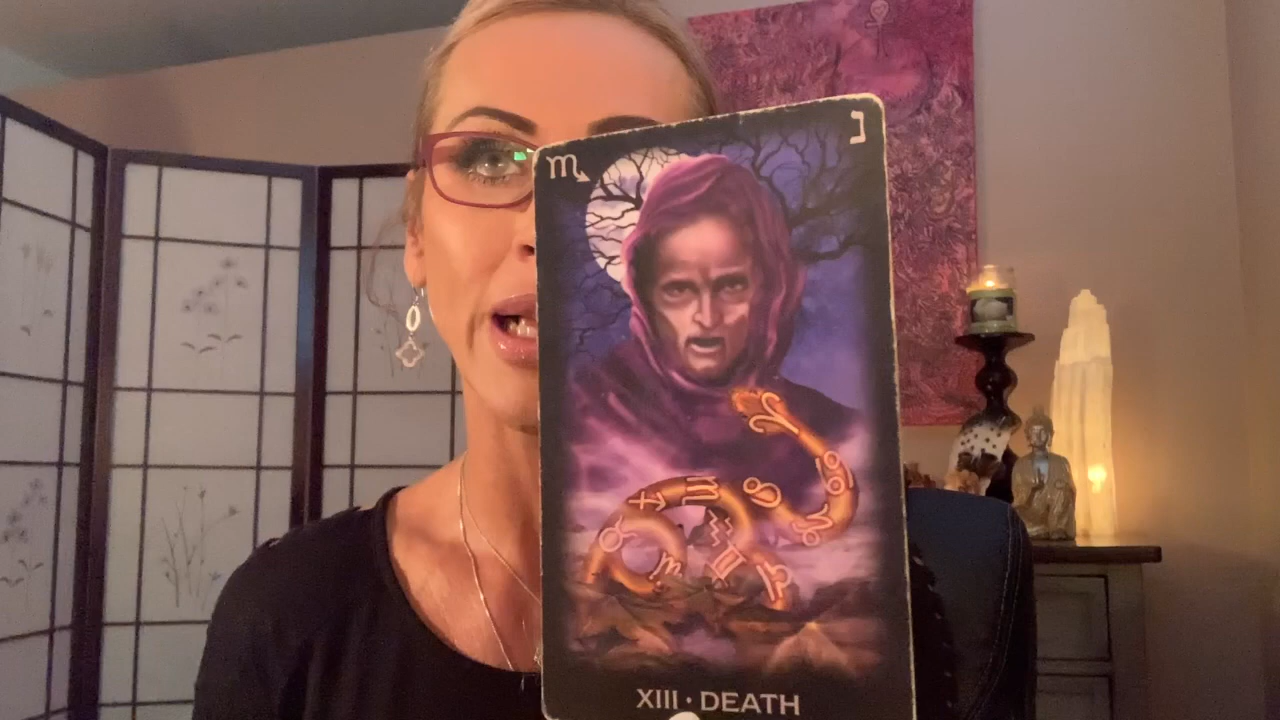 ♏ נ
XIII · DEATH